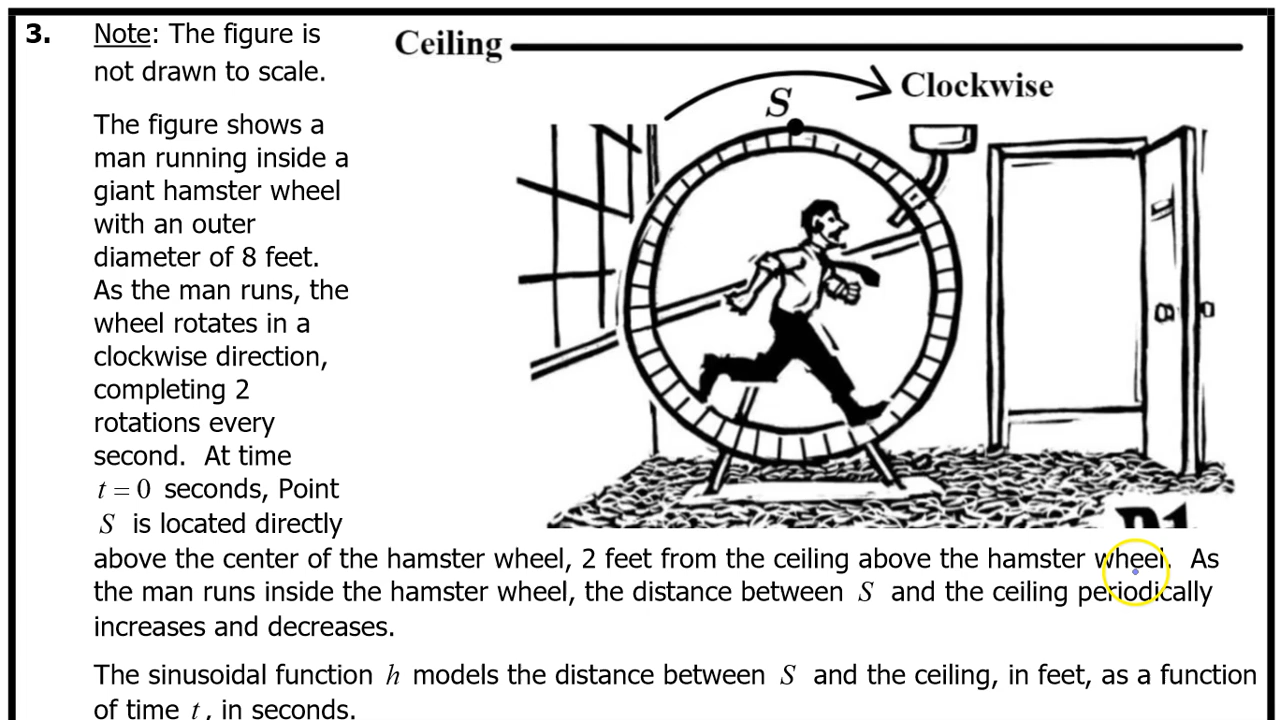 3.
Note: The figure is
not drawn to scale.
Ceiling
Clockwise
S
The figure shows a
man running inside a
giant hamster wheel
with an outer
diameter of 8 feet.
As the man runs, the
wheel rotates in a
clockwise direction,
completing 2
rotations every
second. At time
t = 0 seconds, Point
S is located directly
above the center of the hamster wheel, 2 feet from the ceiling above the hamster wheel. As
the man runs inside the hamster wheel, the distance between S and the ceiling periodically
increases and decreases.
The sinusoidal function h models the distance between S and the ceiling, in feet, as a function
of time t, in seconds.